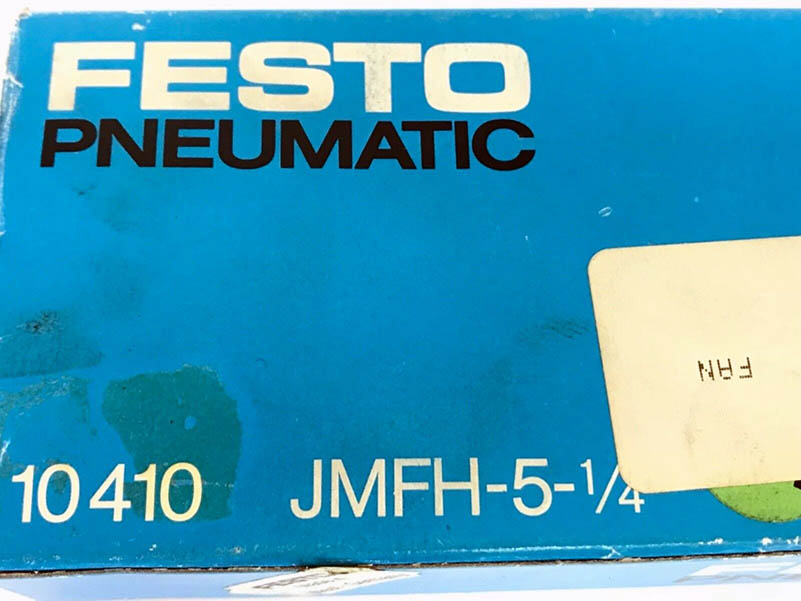 FESTO
PNEUMATIC
FAN
10 410 JMFH-5-1/4